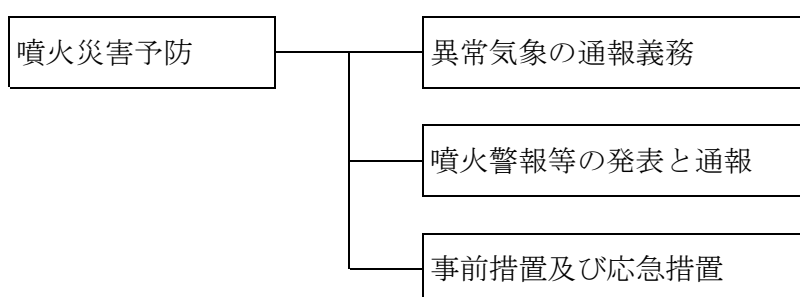 噴火災害予防
異常気象の通報義務
噴火警報等の発表と通報
事前措置及び応急措置